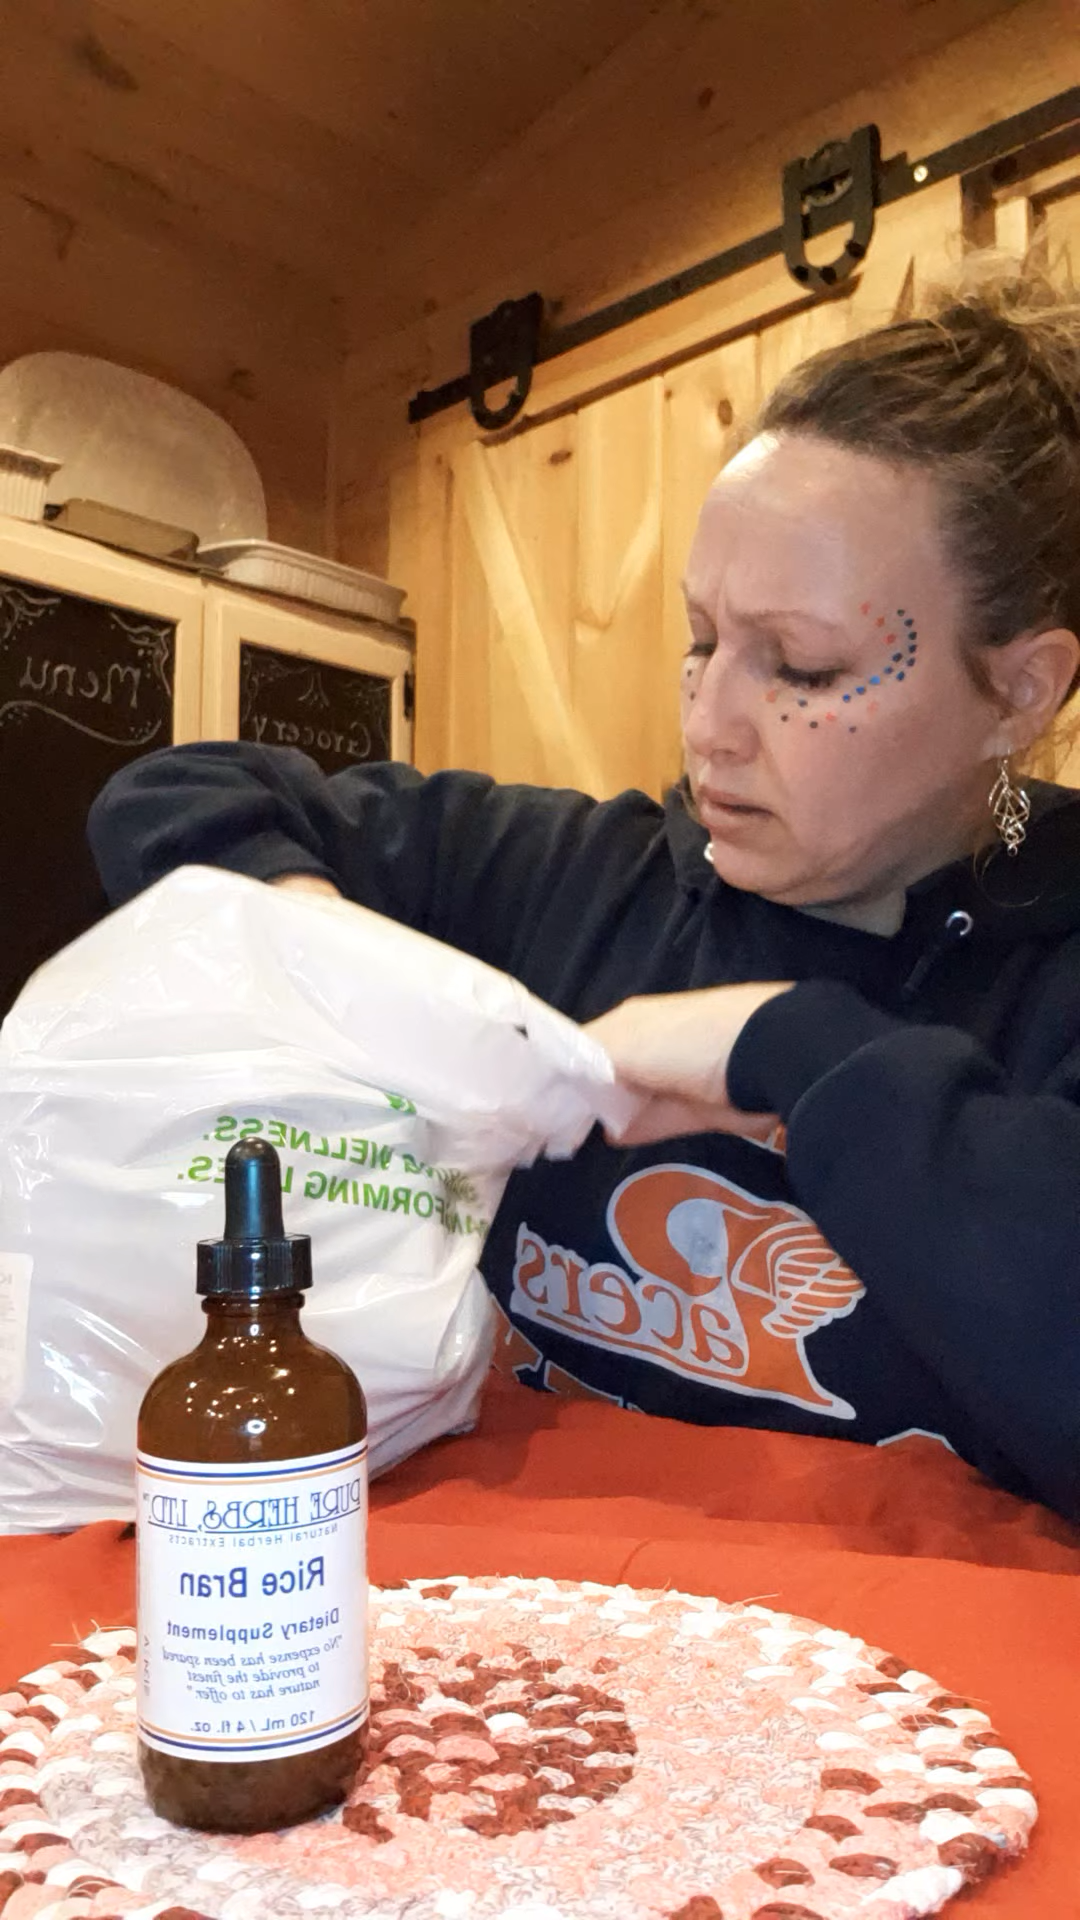 Menu
Grocery
WELLNESS.
Pacers
PURE HERBS, LTD.™
Natural Herbal Extracts
Rice Bran
Dietary Supplement
"No expense has been spared
to provide the finest
nature has to offer."
120 mL / 4 fl. oz.